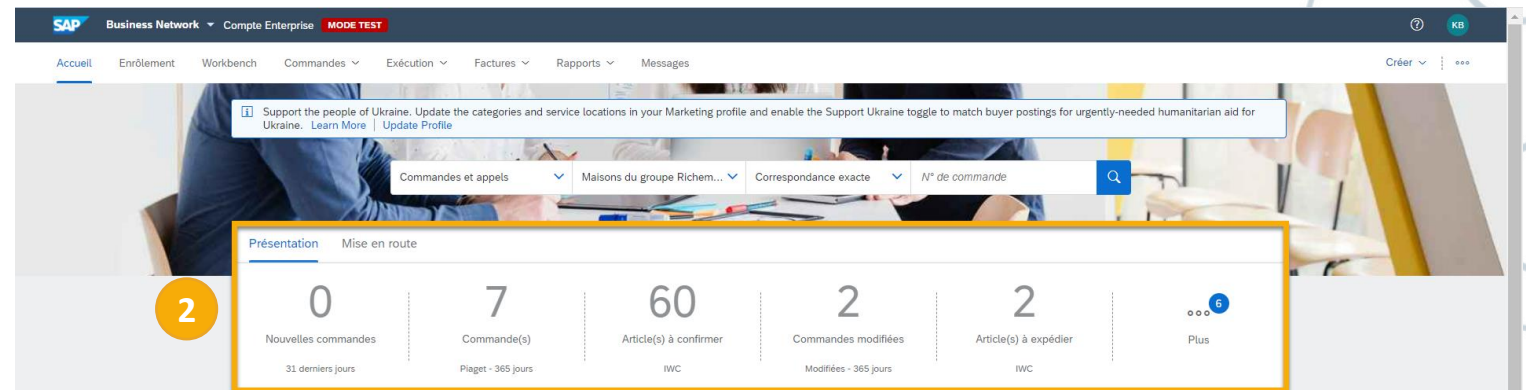 SAP Business Network Compte Enterprise MODE TEST ? KB
Accueil Enrôlement Workbench Commandes Exécution Factures Rapports Messages Créer
Support the people of Ukraine. Update the categories and service locations in your Marketing profile and enable the Support Ukraine toggle to match buyer postings for urgently-needed humanitarian aid for
Ukraine. Learn More | Update Profile
Commandes et appels Maisons du groupe Richem... Correspondance exacte N° de commande
Présentation Mise en route
2
0 7 60 2 2 6
Nouvelles commandes Commande(s) Article(s) à confirmer Commandes modifiées Article(s) à expédier Plus
31 derniers jours Piaget - 365 jours IWC Modifiées - 365 jours IWC